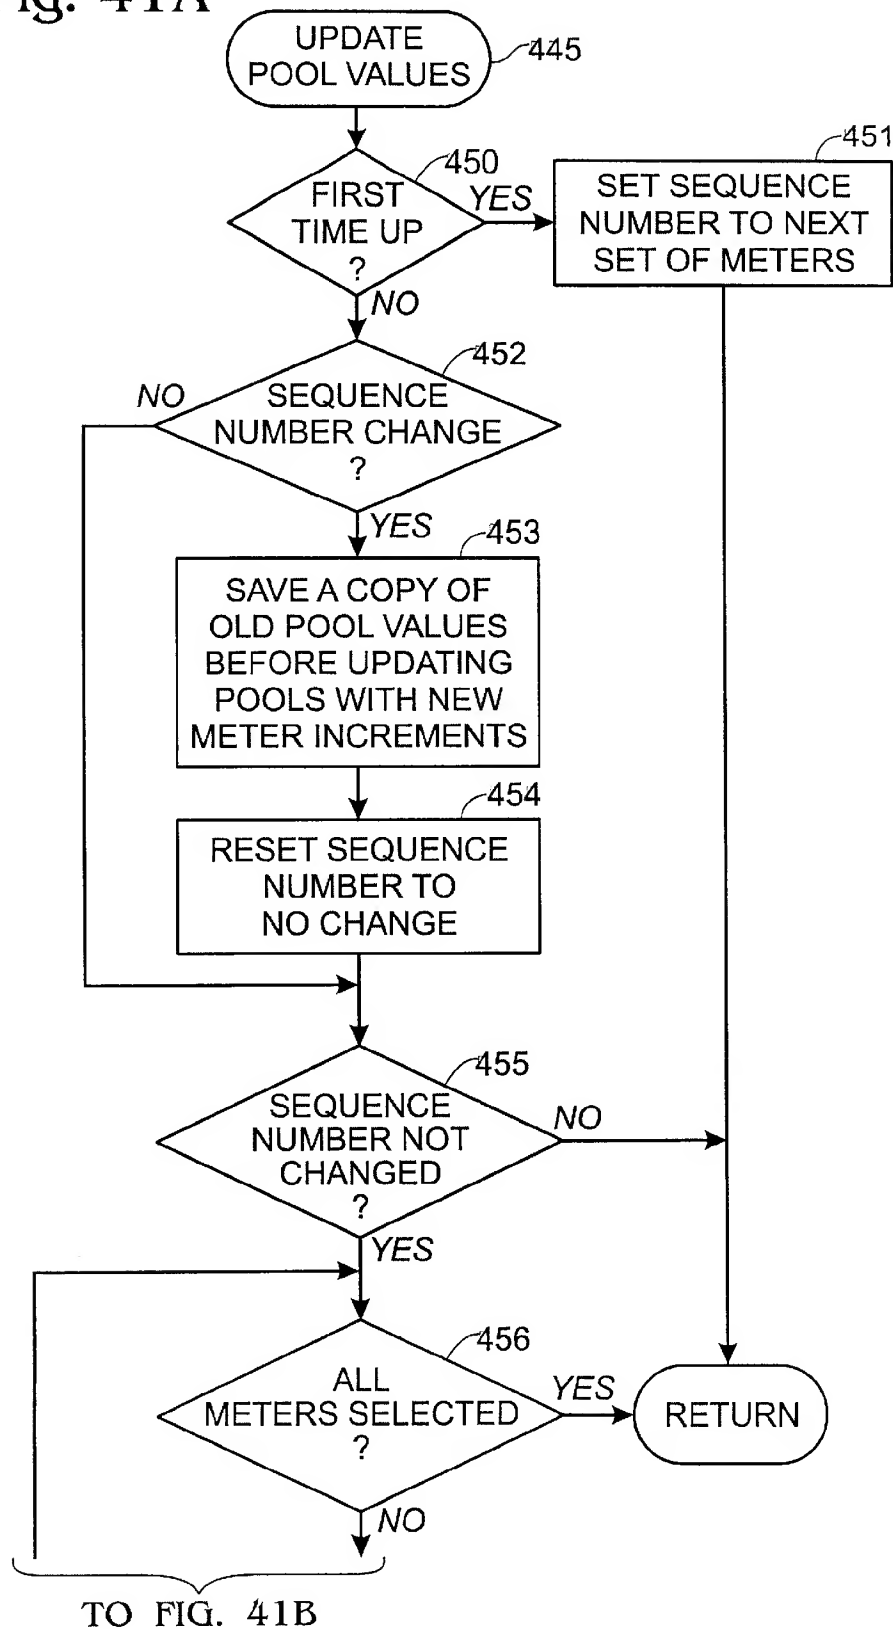 Fig. 41A
UPDATE
POOL VALUES
445
450
FIRST
TIME UP
?
YES
451
SET SEQUENCE
NUMBER TO NEXT
SET OF METERS
NO
452
NO
SEQUENCE
NUMBER CHANGE
?
YES
453
SAVE A COPY OF
OLD POOL VALUES
BEFORE UPDATING
POOLS WITH NEW
METER INCREMENTS
454
RESET SEQUENCE
NUMBER TO
NO CHANGE
455
SEQUENCE
NUMBER NOT
CHANGED
?
NO
YES
456
ALL
METERS SELECTED
?
YES
RETURN
NO
TO FIG. 41B